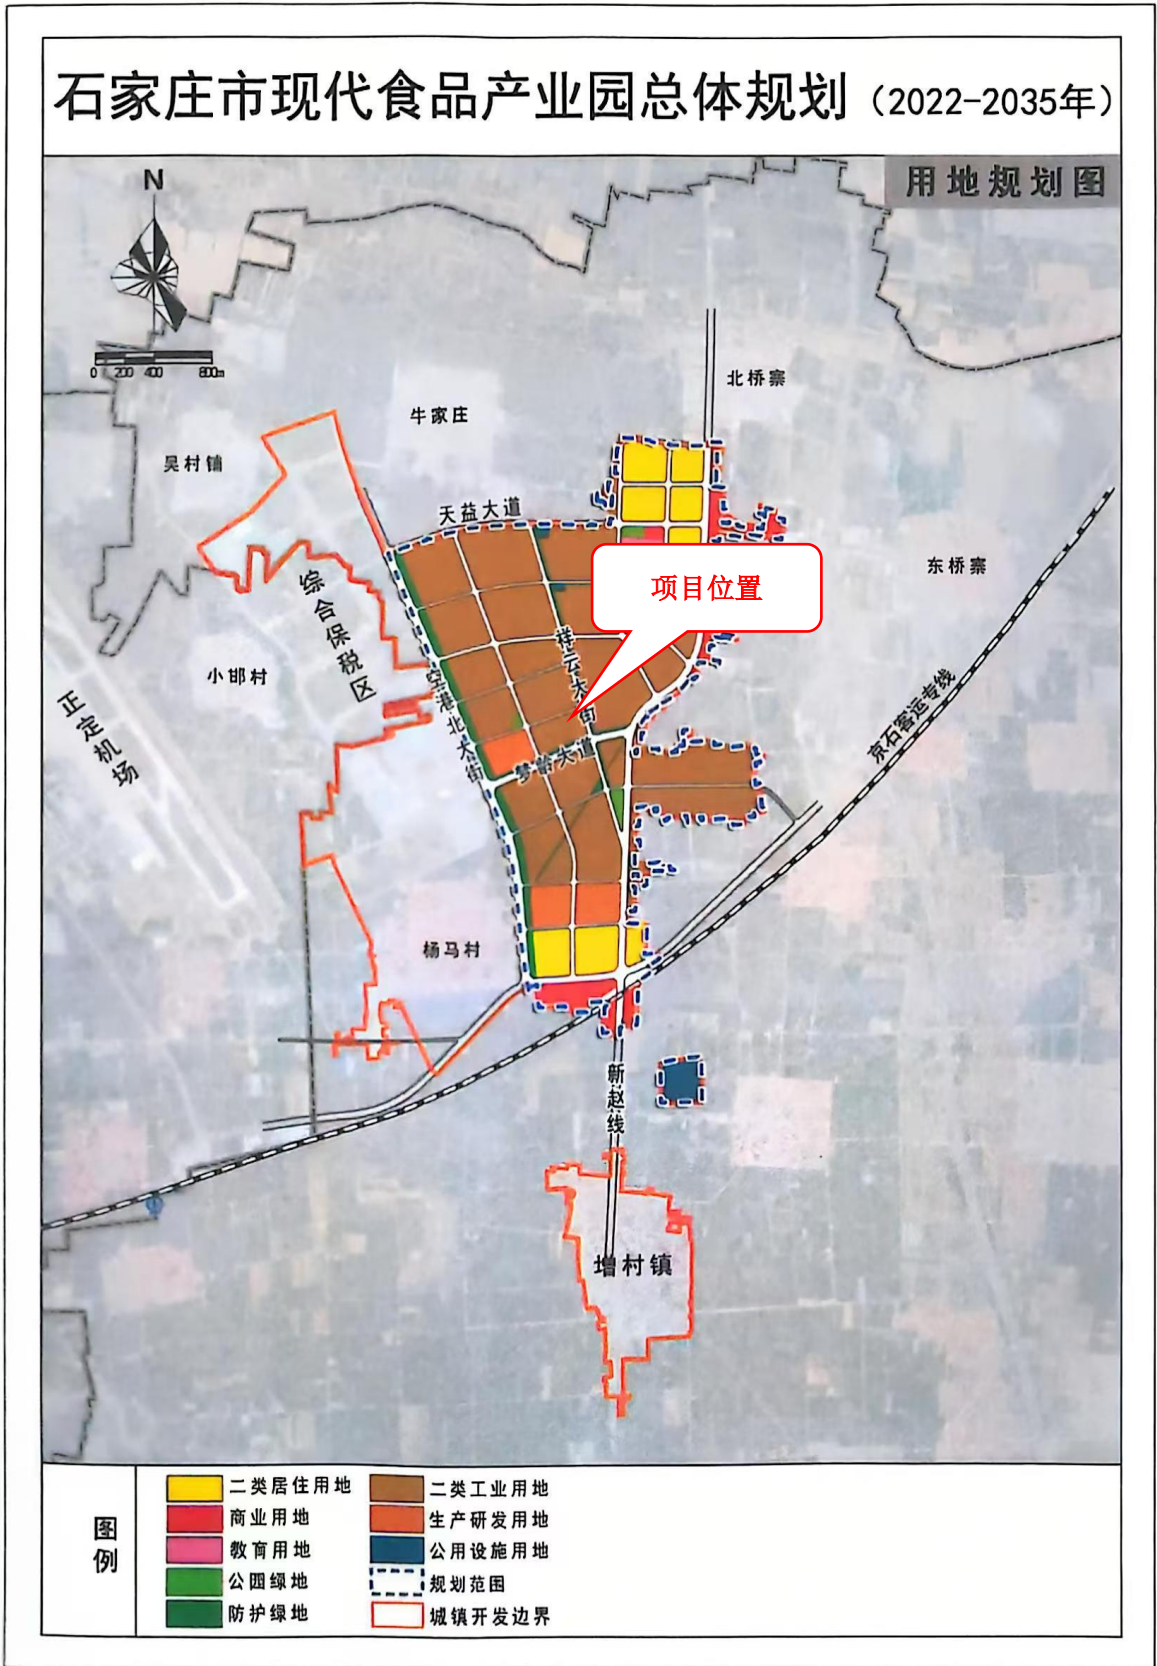 石家庄市现代食品产业园总体规划（2022-2035年）
用地规划图
N
0 200 400 800m
北桥寨
牛家庄
吴村铺
天益大道
东桥寨
项目位置
综合保税区
祥云大街
小邯村
空港北大街
正定机场
京石客运专线
梦龄大道
杨马村
新赵线
增村镇
图例
二类居住用地
二类工业用地
商业用地
生产研发用地
教育用地
公用设施用地
公园绿地
规划范围
防护绿地
城镇开发边界